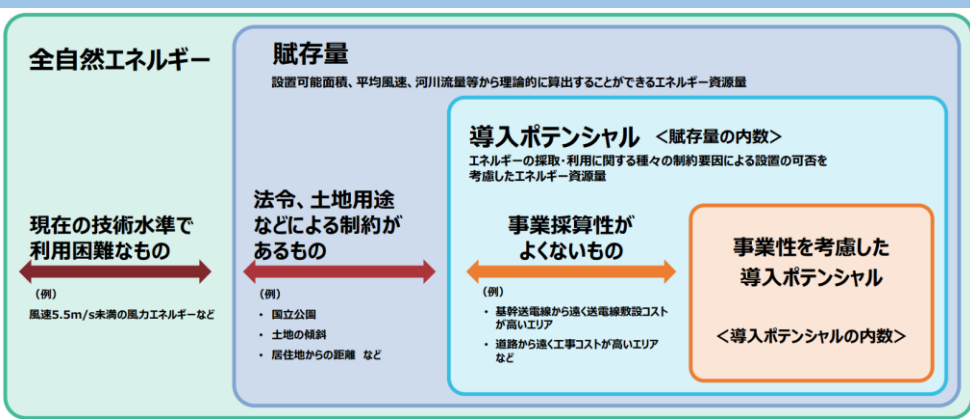 全自然エネルギー
賦存量
設置可能面積、平均風速、河川流量等から理論的に算出することができるエネルギー資源量
導入ポテンシャル <賦存量の内数>
エネルギーの採取・利用に関する種々の制約要因による設置の可否を
考慮したエネルギー資源量
現在の技術水準で
利用困難なもの
（例）
風速5.5m/s未満の風力エネルギーなど
法令、土地用途
などによる制約が
あるもの
（例）
・ 国立公園
・ 土地の傾斜
・ 居住地からの距離 など
事業採算性が
よくないもの
（例）
・ 基幹送電線から遠く送電線敷設コスト
が高いエリア
・ 道路から遠く工事コストが高いエリア
など
事業性を考慮した
導入ポテンシャル
<導入ポテンシャルの内数>